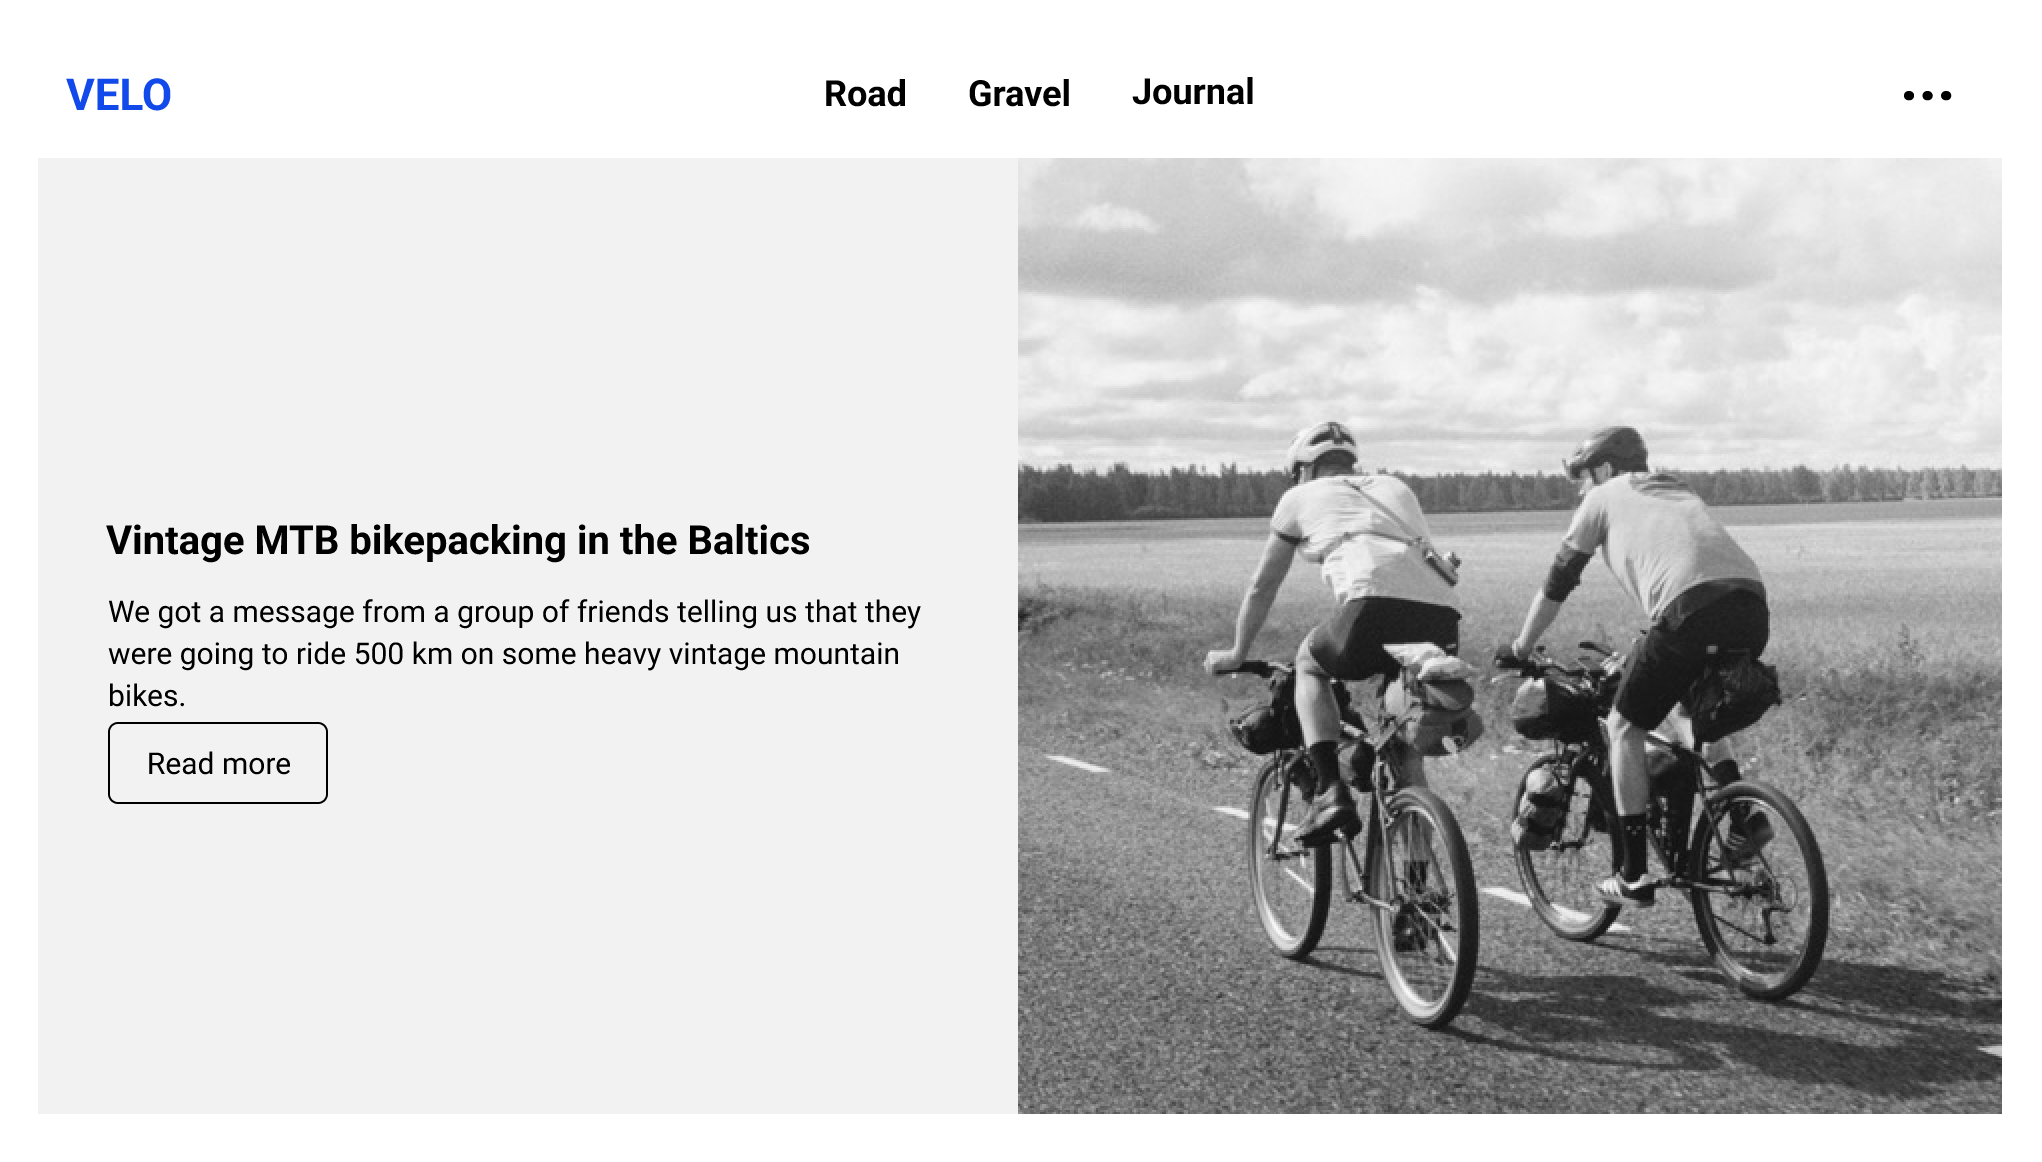 VELO
Road Gravel Journal
Vintage MTB bikepacking in the Baltics
We got a message from a group of friends telling us that they
were going to ride 500 km on some heavy vintage mountain
bikes.
Read more